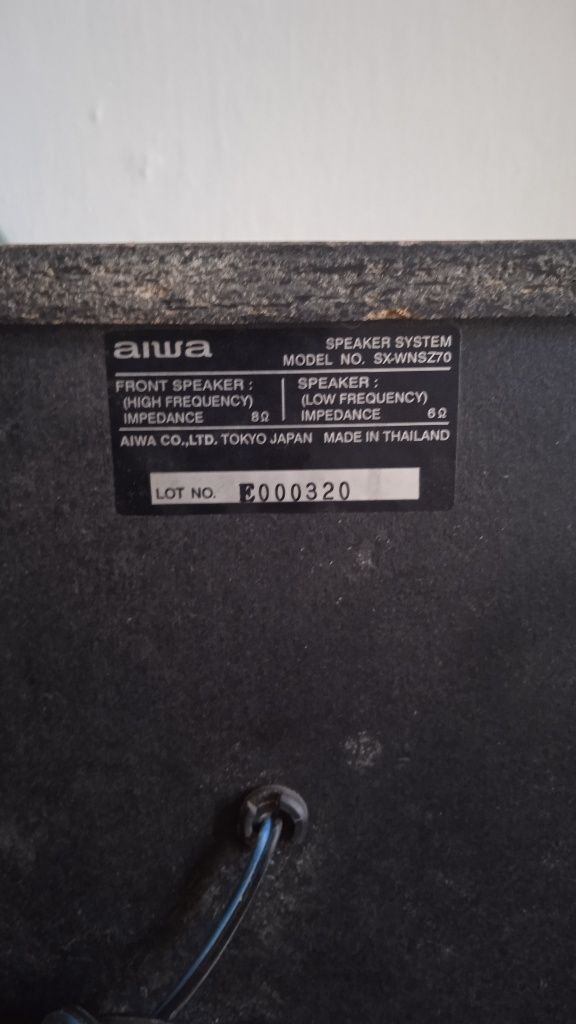 aiwa
SPEAKER SYSTEM
MODEL NO. SX-WNSZ70
FRONT SPEAKER :
(HIGH FREQUENCY)
IMPEDANCE 8Ω
SPEAKER :
(LOW FREQUENCY)
IMPEDANCE 6Ω
AIWA CO.,LTD. TOKYO JAPAN MADE IN THAILAND
LOT NO. E000320